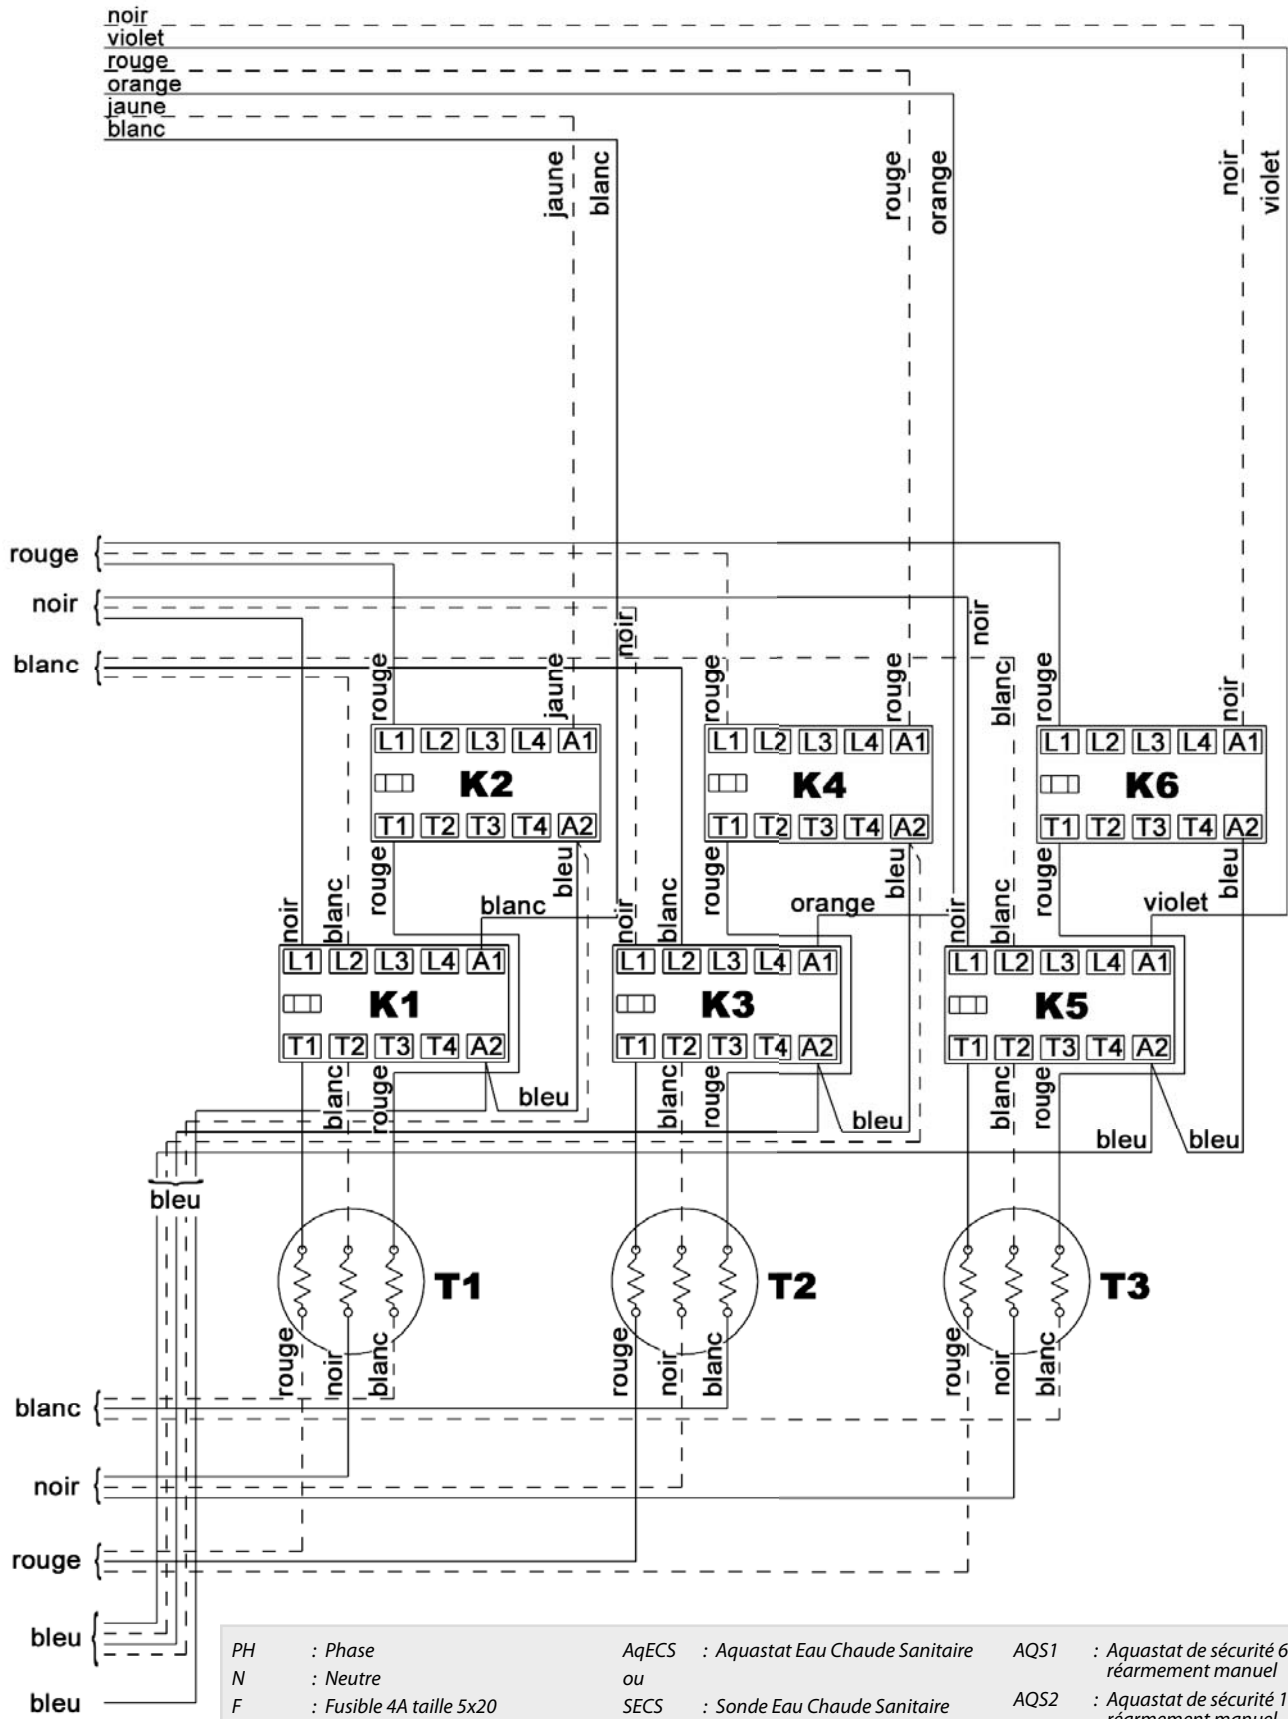 noir
violet
rouge
orange
jaune
blanc
jaune
blanc
rouge
orange
noir
violet
rouge
noir
blanc
noir
noir
rouge
jaune
rouge
rouge
blanc
rouge
noir
L1 L2 L3 L4 A1
K2
T1 T2 T3 T4 A2
L1 L2 L3 L4 A1
K4
T1 T2 T3 T4 A2
L1 L2 L3 L4 A1
K6
T1 T2 T3 T4 A2
noir
blanc
rouge
blanc
bleu
noir
blanc
rouge
orange
bleu
noir
blanc
rouge
violet
bleu
L1 L2 L3 L4 A1
K1
T1 T2 T3 T4 A2
L1 L2 L3 L4 A1
K3
T1 T2 T3 T4 A2
L1 L2 L3 L4 A1
K5
T1 T2 T3 T4 A2
blanc
rouge
bleu
blanc
rouge
bleu
blanc
rouge
bleu
bleu
bleu
T1
T2
T3
rouge
noir
blanc
rouge
noir
blanc
rouge
noir
blanc
blanc
noir
rouge
bleu
bleu
PH : Phase
N : Neutre
F : Fusible 4A taille 5x20
AqECS : Aquastat Eau Chaude Sanitaire
ou
SECS : Sonde Eau Chaude Sanitaire
AQS1 : Aquastat de sécurité 6
réarmement manuel
AQS2 : Aquastat de sécurité 1
réarmement manuel